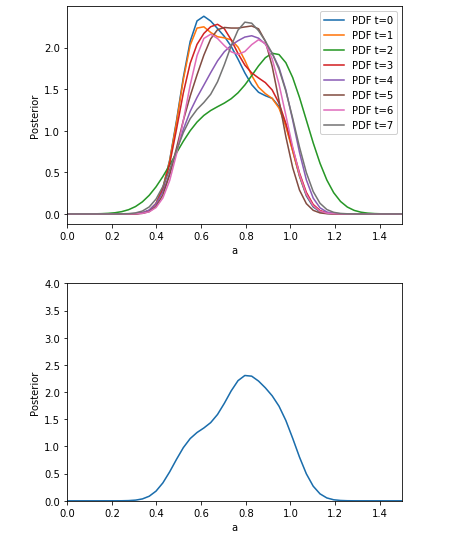 2.0
1.5
1.0
0.5
0.0
Posterior
PDF t=0
PDF t=1
PDF t=2
PDF t=3
PDF t=4
PDF t=5
PDF t=6
PDF t=7
0.0 0.2 0.4 0.6 0.8 1.0 1.2 1.4
a
4.0
3.5
3.0
2.5
2.0
1.5
1.0
0.5
0.0
Posterior
0.0 0.2 0.4 0.6 0.8 1.0 1.2 1.4
a